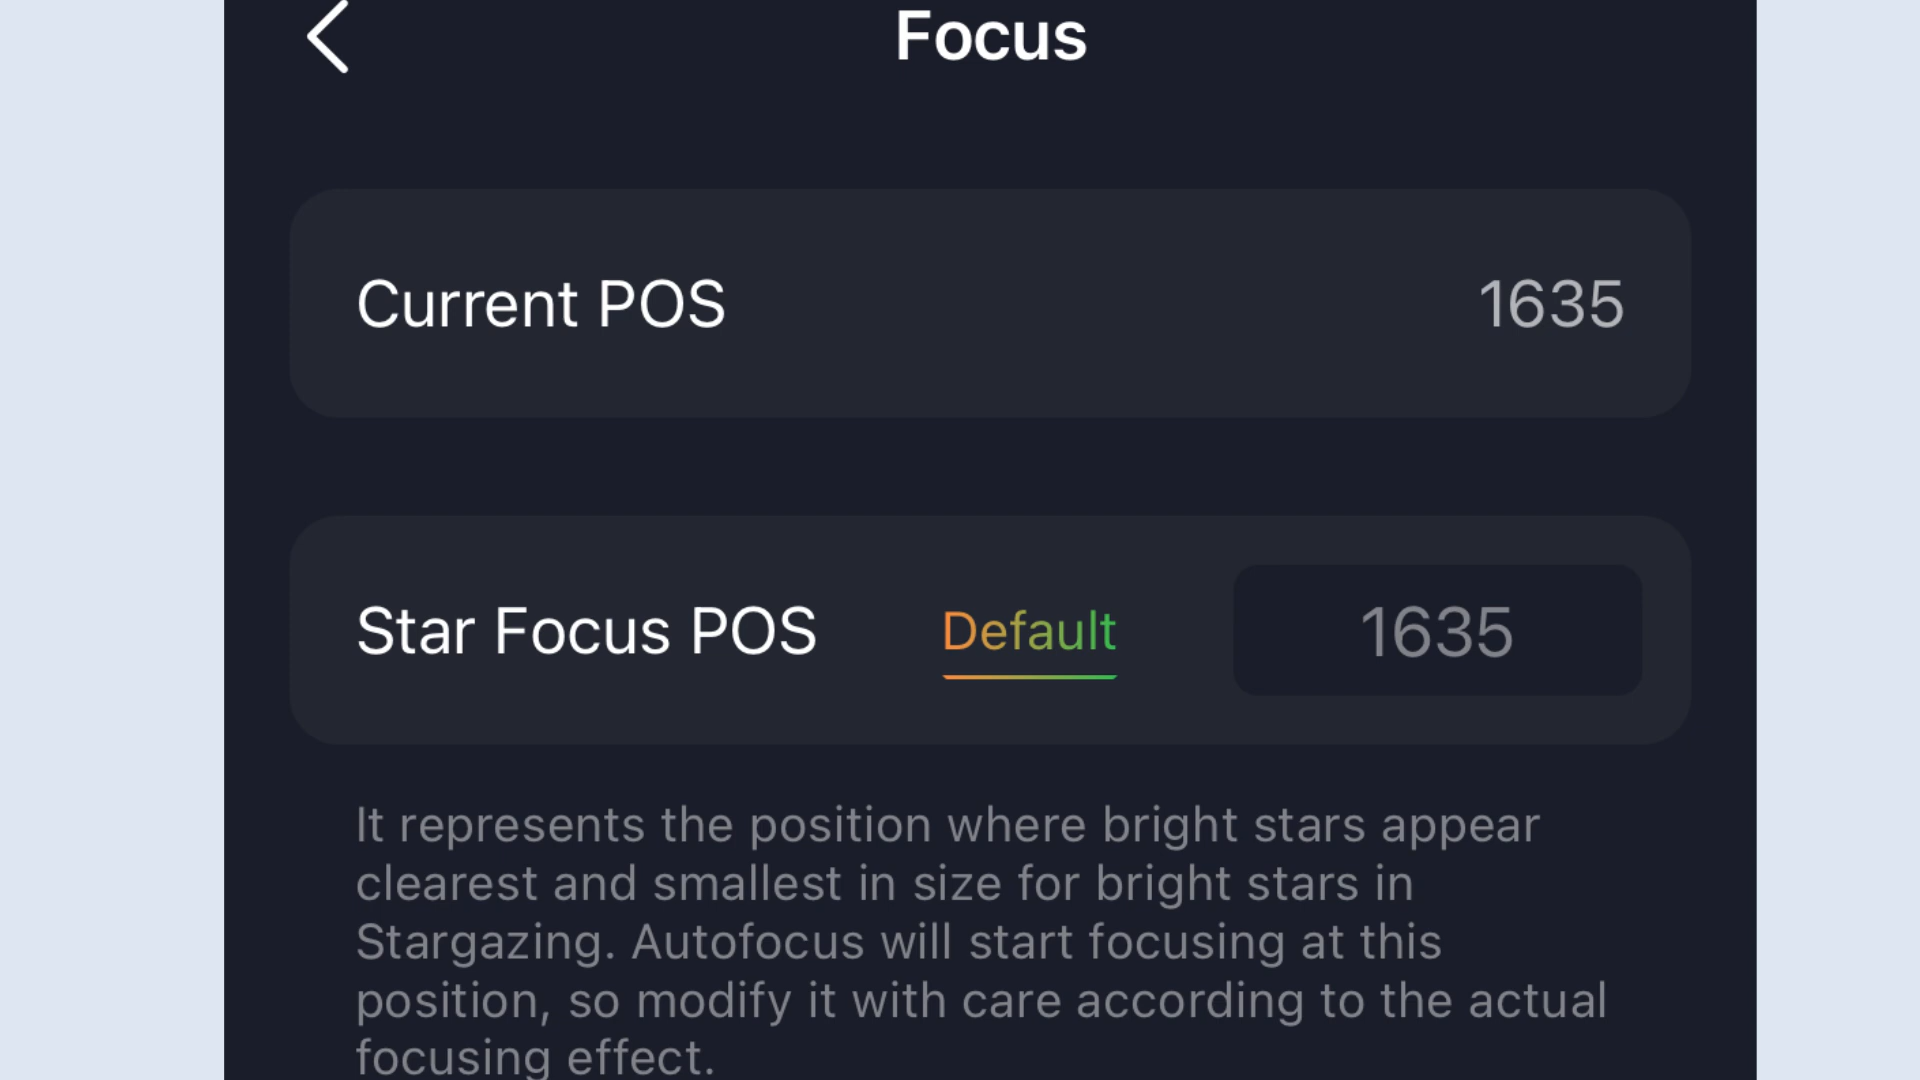 Focus
Current POS 1635
Star Focus POS Default 1635
It represents the position where bright stars appear
clearest and smallest in size for bright stars in
Stargazing. Autofocus will start focusing at this
position, so modify it with care according to the actual
focusing effect.